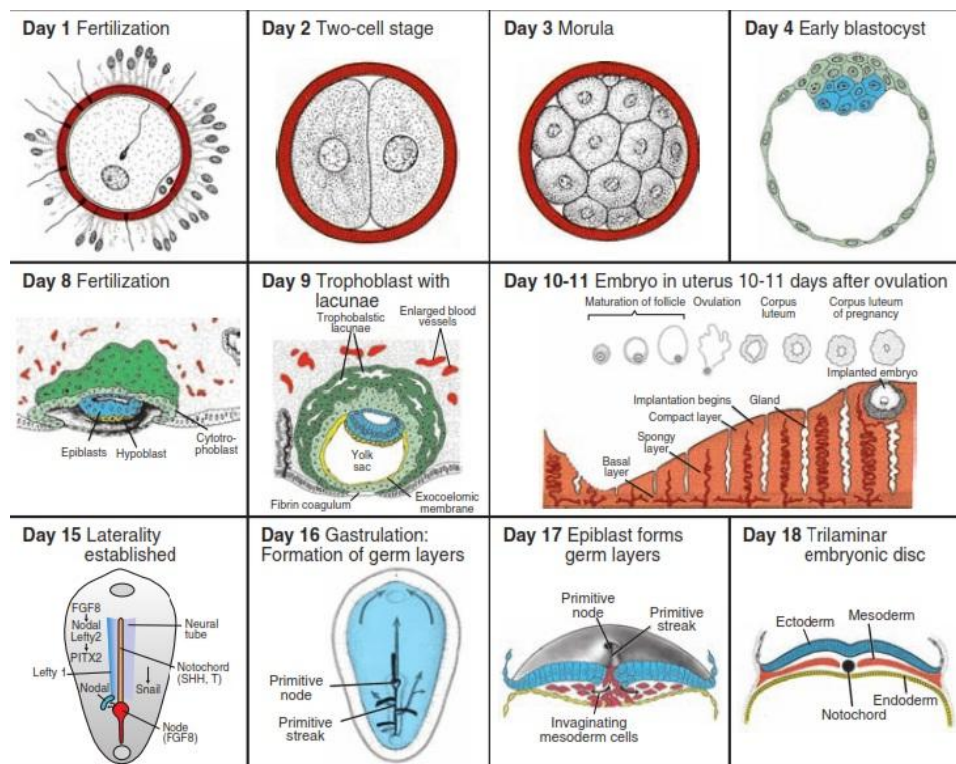 Day 1 Fertilization
Day 2 Two-cell stage
Day 3 Morula
Day 4 Early blastocyst
Day 8 Fertilization
Epiblasts
Hypoblast
Cytotro-
phoblast
Day 9 Trophoblast with
lacunae
Trophobalstic
lacunae
Enlarged blood
vessels
Yolk
sac
Fibrin coagulum
Exocoelomic
membrane
Day 10-11 Embryo in uterus 10-11 days after ovulation
Maturation of follicle
Ovulation
Corpus
luteum
Corpus luteum
of pregnancy
Implanted embryo
Implantation begins
Gland
Compact layer
Spongy
layer
Basal
layer
Day 15 Laterality
established
FGF8
Nodal
Lefty2
PITX2
Lefty 1
Nodal
Neural
tube
Notochord
(SHH, T)
Snail
Node
(FGF8)
Day 16 Gastrulation:
Formation of germ layers
Primitive
node
Primitive
streak
Day 17 Epiblast forms
germ layers
Primitive
node
Primitive
streak
Invaginating
mesoderm cells
Day 18 Trilaminar
embryonic disc
Ectoderm
Mesoderm
Endoderm
Notochord